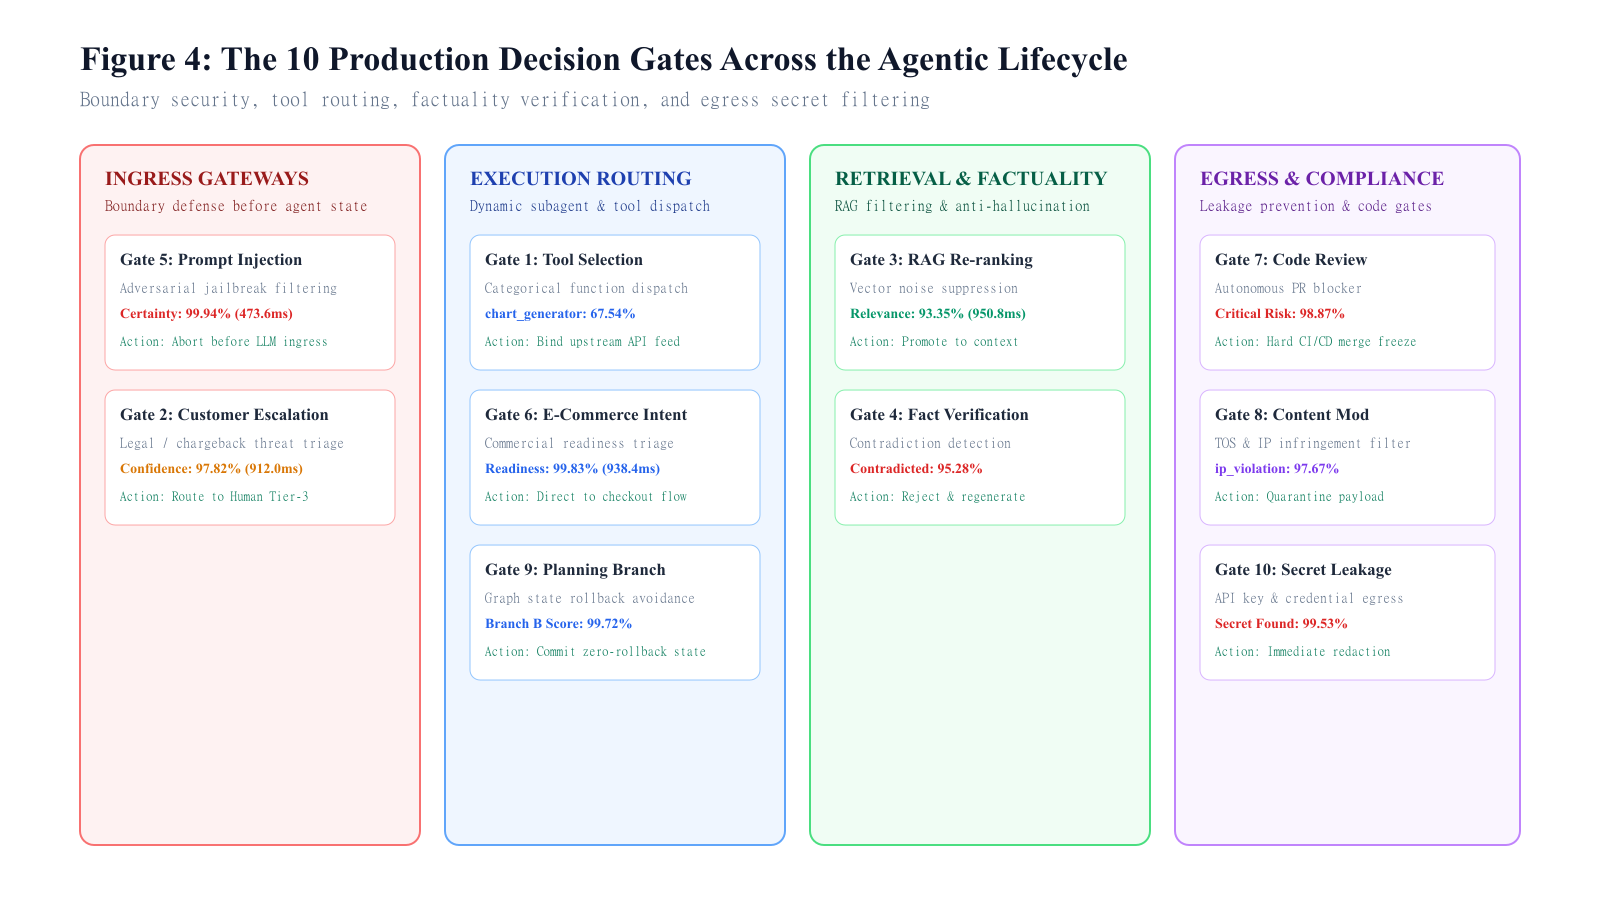 Figure 4: The 10 Production Decision Gates Across the Agentic Lifecycle
Boundary security, tool routing, factuality verification, and egress secret filtering
INGRESS GATEWAYS
Boundary defense before agent state
Gate 5: Prompt Injection
Adversarial jailbreak filtering
Certainty: 99.94% (473.6ms)
Action: Abort before LLM ingress
Gate 2: Customer Escalation
Legal / chargeback threat triage
Confidence: 97.82% (912.0ms)
Action: Route to Human Tier-3
EXECUTION ROUTING
Dynamic subagent & tool dispatch
Gate 1: Tool Selection
Categorical function dispatch
chart_generator: 67.54%
Action: Bind upstream API feed
Gate 6: E-Commerce Intent
Commercial readiness triage
Readiness: 99.83% (938.4ms)
Action: Direct to checkout flow
Gate 9: Planning Branch
Graph state rollback avoidance
Branch B Score: 99.72%
Action: Commit zero-rollback state
RETRIEVAL & FACTUALITY
RAG filtering & anti-hallucination
Gate 3: RAG Re-ranking
Vector noise suppression
Relevance: 93.35% (950.8ms)
Action: Promote to context
Gate 4: Fact Verification
Contradiction detection
Contradicted: 95.28%
Action: Reject & regenerate
EGRESS & COMPLIANCE
Leakage prevention & code gates
Gate 7: Code Review
Autonomous PR blocker
Critical Risk: 98.87%
Action: Hard CI/CD merge freeze
Gate 8: Content Mod
TOS & IP infringement filter
ip_violation: 97.67%
Action: Quarantine payload
Gate 10: Secret Leakage
API key & credential egress
Secret Found: 99.53%
Action: Immediate redaction